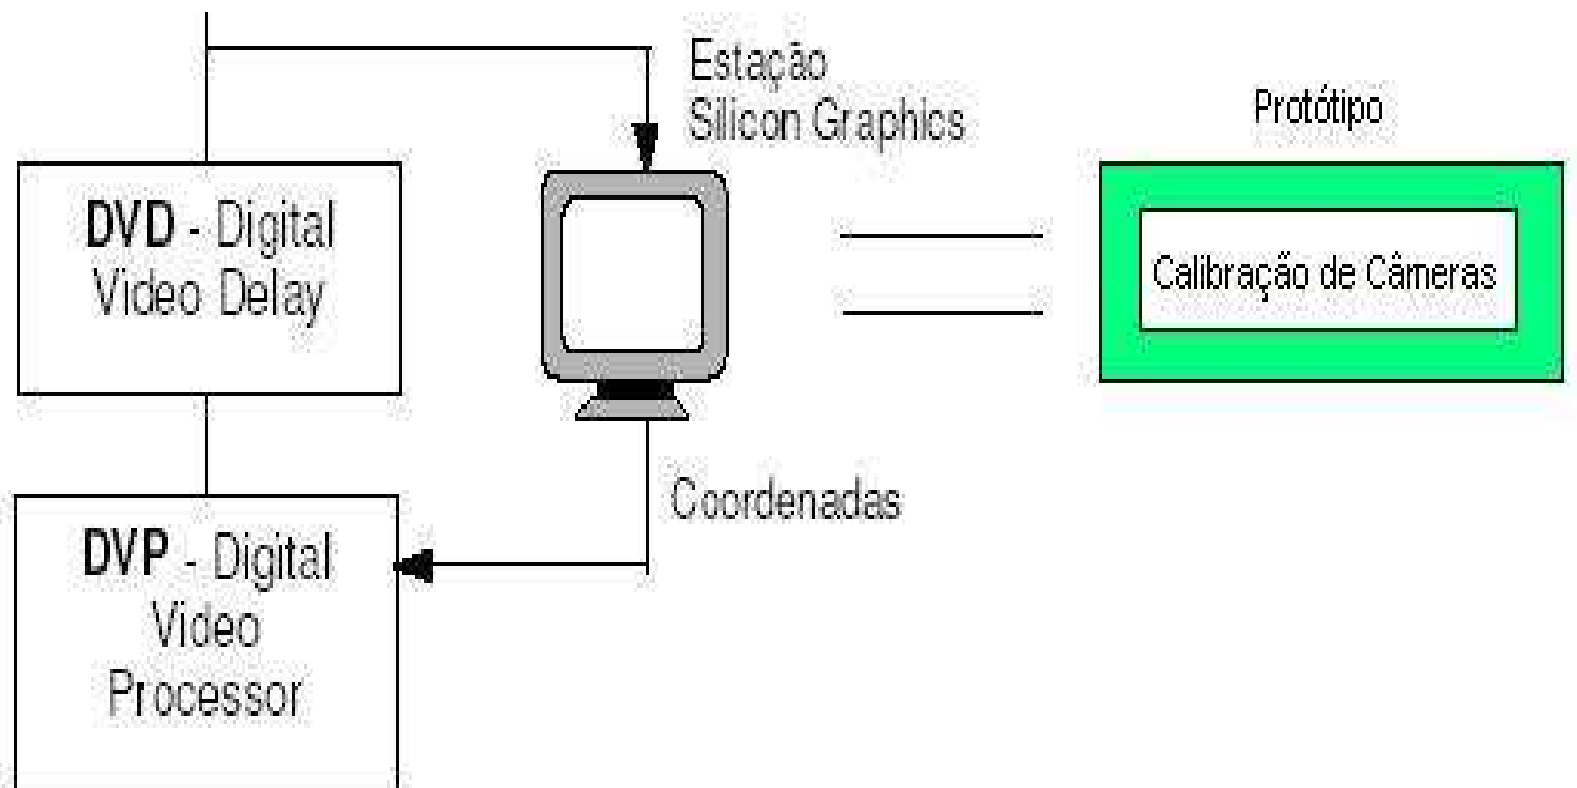 Estação
Silicon Graphics
Protótipo
DVD - Digital
Video Delay
Calibração de Câmeras
Coordenadas
DVP - Digital
Video
Processor